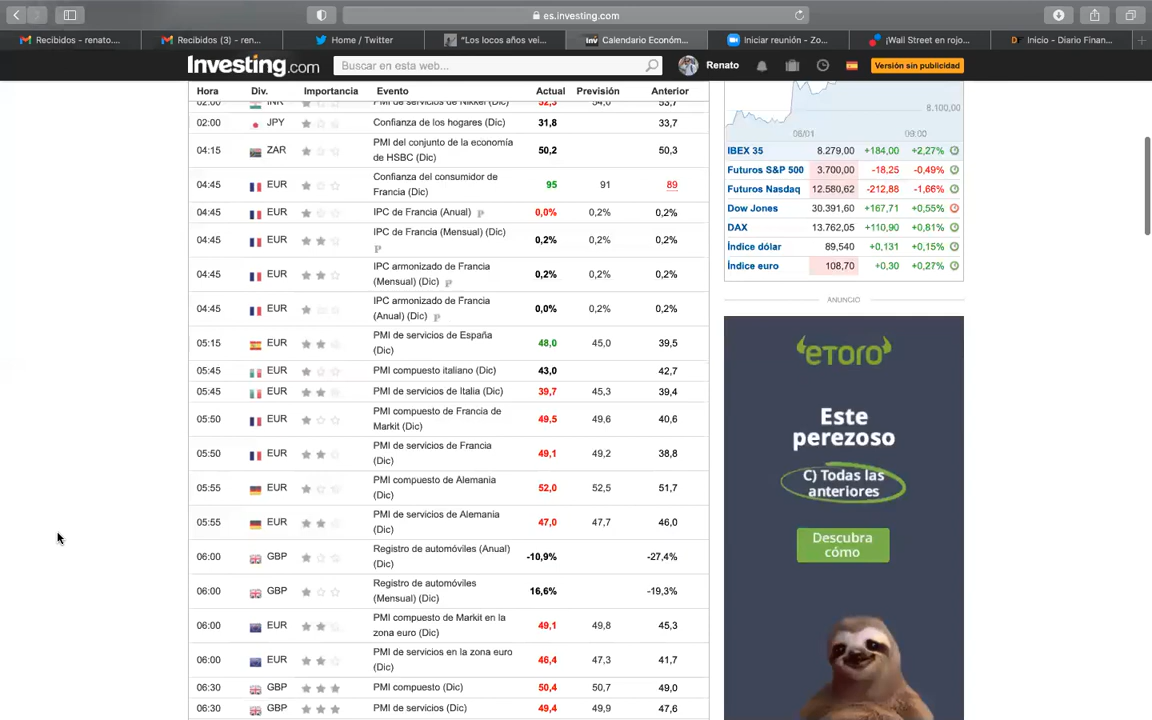 es.investing.com
Recibidos - renato....
Recibidos (3) - ren...
Home / Twitter
"Los locos años vei...
Calendario Económ...
Iniciar reunión - Zo...
¡Wall Street en rojo...
Inicio - Diario Finan...
Investing.com
Buscar en esta web...
Renato
Versión sin publicidad
Hora Div. Importancia Evento Actual Previsión Anterior
02:00 INR PMI de servicios de Nikkei (Dic) 52,3 54,6 53,7
02:00 JPY Confianza de los hogares (Dic) 31,8 33,7
04:15 ZAR PMI del conjunto de la economía 50,2 50,3
de HSBC (Dic)
04:45 EUR Confianza del consumidor de 95 91 89
Francia (Dic)
04:45 EUR IPC de Francia (Anual) P 0,0% 0,2% 0,2%
04:45 EUR IPC de Francia (Mensual) (Dic) 0,2% 0,2% 0,2%
P
04:45 EUR IPC armonizado de Francia 0,2% 0,2% 0,2%
(Mensual) (Dic) P
04:45 EUR IPC armonizado de Francia 0,0% 0,2% 0,2%
(Anual) (Dic) P
05:15 EUR PMI de servicios de España 48,0 45,0 39,5
(Dic)
05:45 EUR PMI compuesto italiano (Dic) 43,0 42,7
05:45 EUR PMI de servicios de Italia (Dic) 39,7 45,3 39,4
05:50 EUR PMI compuesto de Francia de 49,5 49,6 40,6
Markit (Dic)
05:50 EUR PMI de servicios de Francia 49,1 49,2 38,8
(Dic)
05:55 EUR PMI compuesto de Alemania 52,0 52,5 51,7
(Dic)
05:55 EUR PMI de servicios de Alemania 47,0 47,7 46,0
(Dic)
06:00 GBP Registro de automóviles (Anual) -10,9% -27,4%
(Dic)
06:00 GBP Registro de automóviles 16,6% -19,3%
(Mensual) (Dic)
06:00 EUR PMI compuesto de Markit en la 49,1 49,8 45,3
zona euro (Dic)
06:00 EUR PMI de servicios en la zona euro 46,4 47,3 41,7
(Dic)
06:30 GBP PMI compuesto (Dic) 50,4 50,7 49,0
06:30 GBP PMI de servicios (Dic) 49,4 49,9 47,6
8.100,00
06/01 09:00
IBEX 35 8.279,00 +184,00 +2,27%
Futuros S&P 500 3.700,00 -18,25 -0,49%
Futuros Nasdaq 12.580,62 -212,88 -1,66%
Dow Jones 30.391,60 +167,71 +0,55%
DAX 13.762,05 +110,90 +0,81%
Índice dólar 89,540 +0,131 +0,15%
Índice euro 108,70 +0,30 +0,27%
ANUNCIO
eToro
Este
perezoso
C) Todas las
anteriores
Descubra
cómo